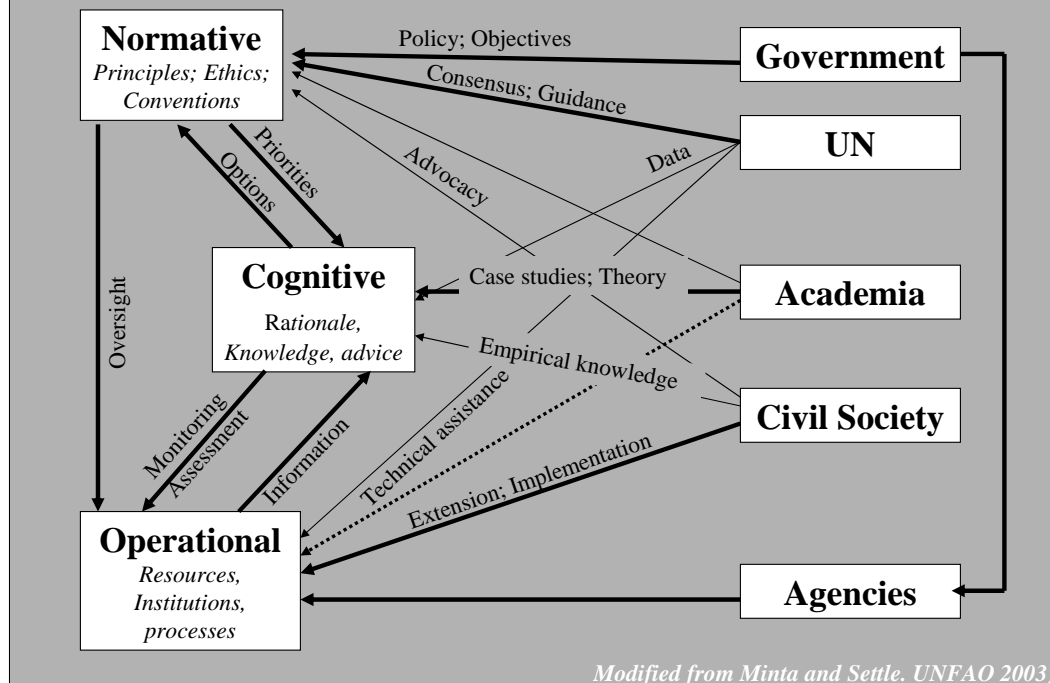 Normative
Principles; Ethics;
Conventions
Policy; Objectives
Government
Consensus; Guidance
UN
Data
Advocacy
Priorities
Options
Oversight
Cognitive
Rationale,
Knowledge, advice
Case studies; Theory
Academia
Empirical knowledge
Civil Society
Monitoring
Assessment
Information
Technical assistance
Extension; Implementation
Operational
Resources,
Institutions,
processes
Agencies
Modified from Minta and Settle. UNFAO 2003